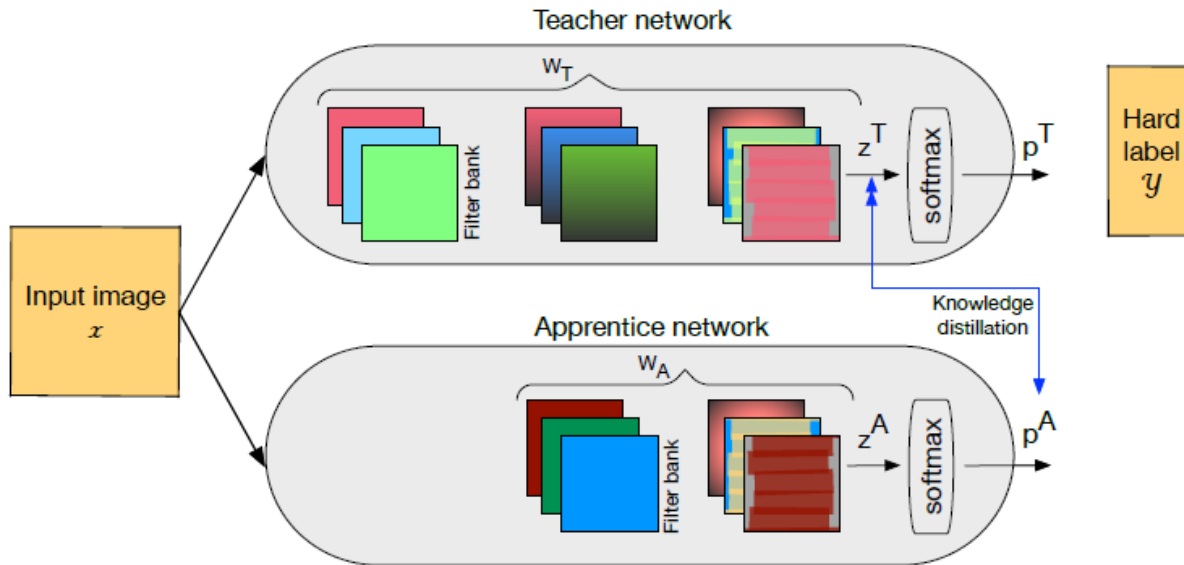 Teacher network
W_T
Filter bank
z^T
softmax
p^T
Hard
label
𝒴
Input image
x
Knowledge
distillation
Apprentice network
W_A
Filter bank
z^A
softmax
p^A